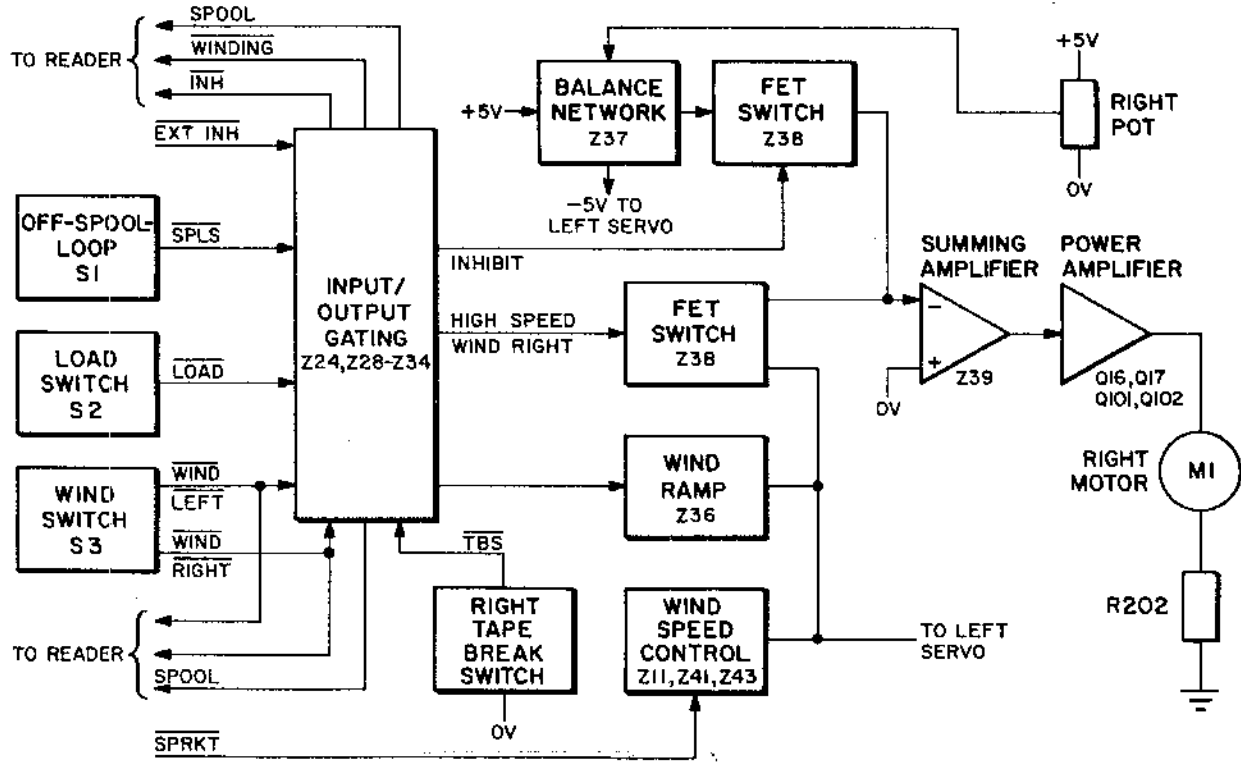 SPOOL
WINDING
TO READER
INH
EXT INH
+5V
BALANCE
NETWORK
Z37
FET
SWITCH
Z38
+5V
RIGHT
POT
0V
-5V TO
LEFT SERVO
OFF-SPOOL-
LOOP
S1
SPLS
INPUT/
OUTPUT
GATING
Z24,Z28-Z34
INHIBIT
SUMMING
AMPLIFIER
POWER
AMPLIFIER
HIGH SPEED
WIND RIGHT
FET
SWITCH
Z38
-
+
Z39
0V
Q16,Q17
Q101,Q102
LOAD
SWITCH
S2
LOAD
WIND
SWITCH
S3
WIND
LEFT
WIND
RIGHT
WIND
RAMP
Z36
RIGHT
MOTOR
M1
TBS
RIGHT
TAPE
BREAK
SWITCH
0V
WIND
SPEED
CONTROL
Z11,Z41,Z43
TO LEFT
SERVO
R202
TO READER
SPOOL
SPRKT